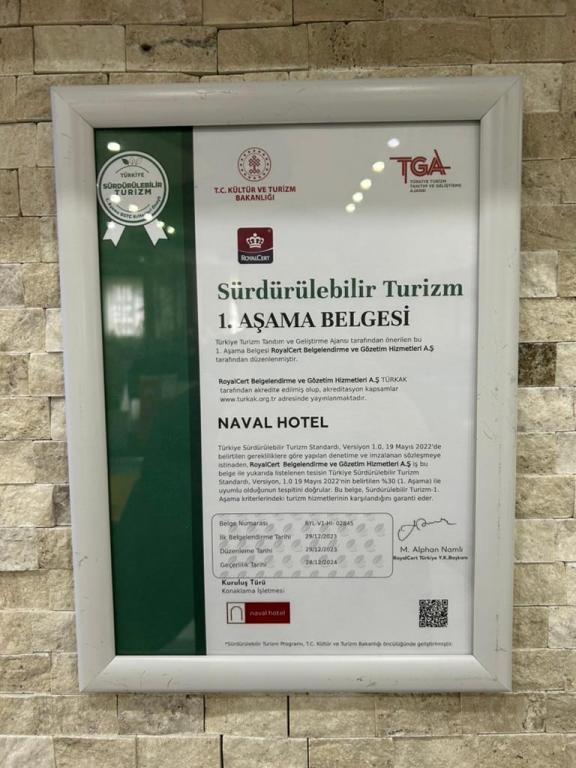 TÜRKİYE
SÜRDÜRÜLEBİLİR
TURİZM
T.C. KÜLTÜR VE TURİZM
BAKANLIĞI
TGA
TÜRKİYE TURİZM
TANITIM VE GELİŞTİRME
AJANSI
ROYALCERT
Sürdürülebilir Turizm
1. AŞAMA BELGESİ
Türkiye Turizm Tanıtım ve Geliştirme Ajansı tarafından önerilen bu
1. Aşama Belgesi RoyalCert Belgelendirme ve Gözetim Hizmetleri A.Ş
tarafından düzenlenmiştir.
RoyalCert Belgelendirme ve Gözetim Hizmetleri A.Ş TÜRKAK
tarafından akredite edilmiş olup, akreditasyon kapsamlar
www.turkak.org.tr adresinde yayınlanmaktadır.
NAVAL HOTEL
Türkiye Sürdürülebilir Turizm Standardı, Versiyon 1.0, 19 Mayıs 2022'de
belirtilen gerekliliklere göre yapılan denetime ve imzalanan sözleşmeye
istinaden, RoyalCert Belgelendirme ve Gözetim Hizmetleri A.Ş iş bu
belge ile yukarıda listelenen tesisin Türkiye Sürdürülebilir Turizm
Standardı, Versiyon, 1.0 19 Mayıs 2022'nin belirtilen %30 (1. Aşama) ile
uyumlu olduğunun tespitini doğrular. Bu belge, Sürdürülebilir Turizm-1.
Aşama kriterlerindeki turizm hizmetlerinin karşılandığını garanti eder.
Belge Numarası RYL-V1-HI- 02845
İlk Belgelendirme Tarihi 29/12/2023
Düzenleme Tarihi 29/12/2023
Geçerlilik Tarihi 28/12/2024
M. Alphan Namlı
RoyalCert Türkiye Y.K.Başkanı
Kuruluş Türü
Konaklama İşletmesi
naval hotel
*Sürdürülebilir Turizm Programı, T.C. Kültür ve Turizm Bakanlığı öncülüğünde geliştirilmiştir.